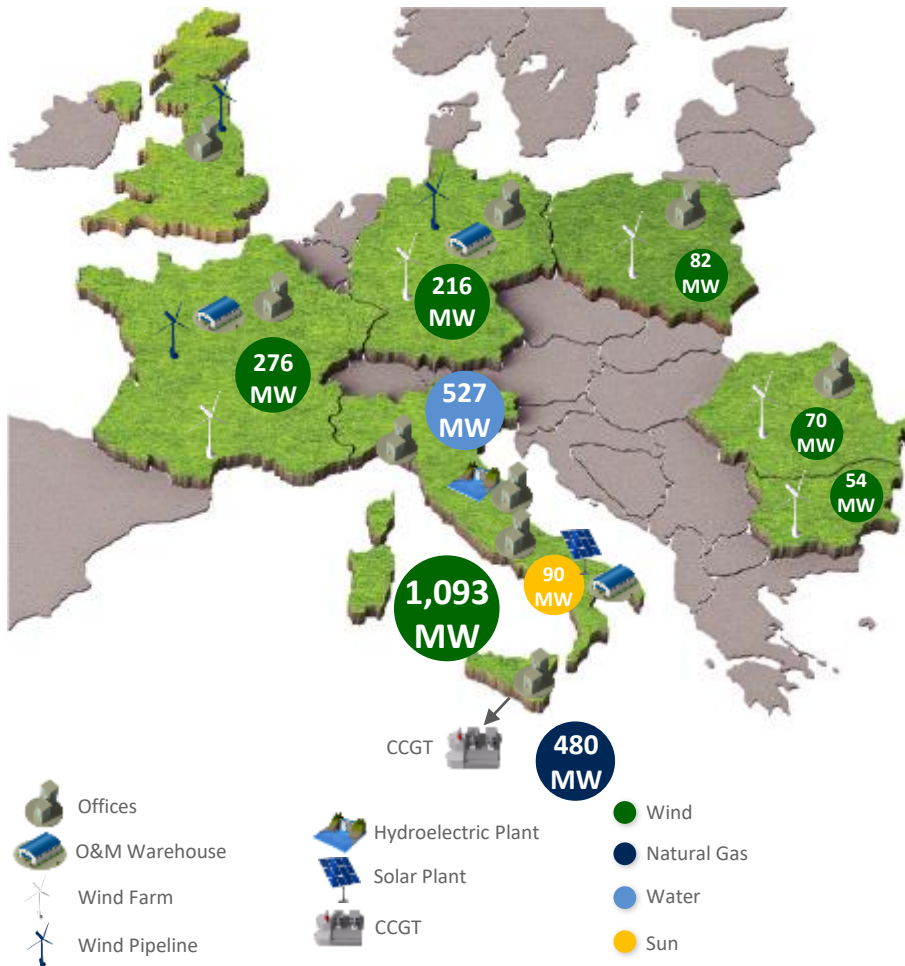 82
MW
216
MW
276
MW
527
MW
70
MW
54
MW
90
MW
1,093
MW
CCGT
480
MW
Offices
O&M Warehouse
Wind Farm
Wind Pipeline
Hydroelectric Plant
Solar Plant
CCGT
Wind
Natural Gas
Water
Sun